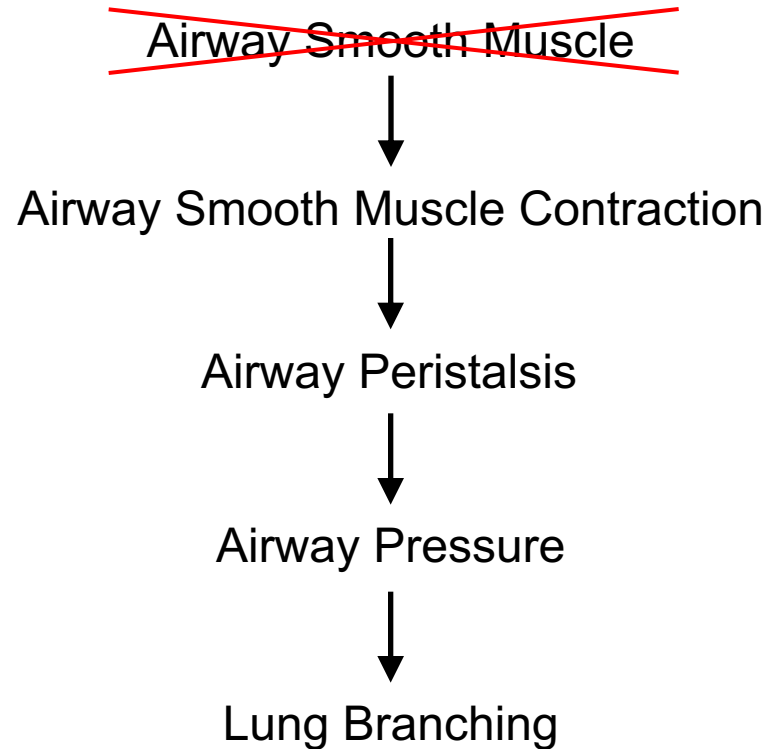 Airway Smooth Muscle
Airway Smooth Muscle Contraction
Airway Peristalsis
Airway Pressure
Lung Branching